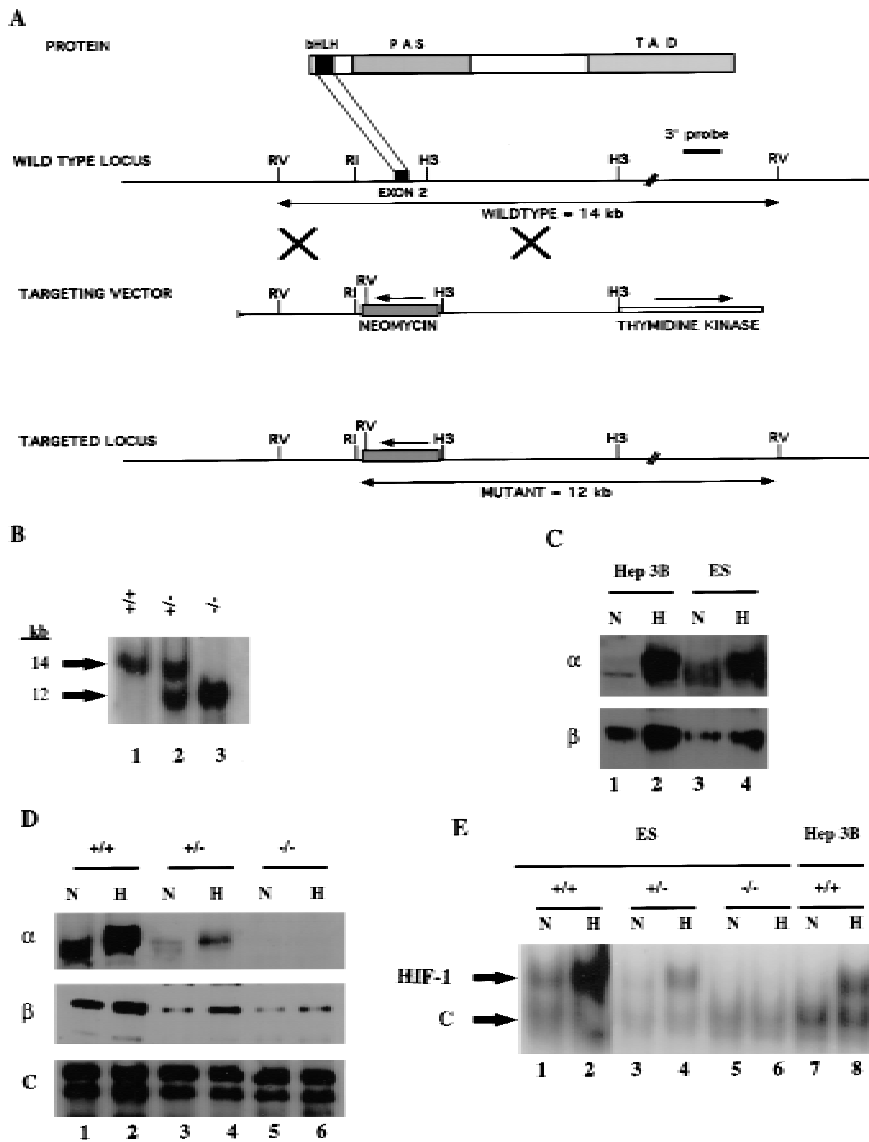 A
PROTEIN
bHLH PAS TAD
3' probe
WILD TYPE LOCUS RV RI H3 H3 RV
EXON 2
WILDTYPE = 14 kb
RV
TARGETING VECTOR RV RI H3 H3
NEOMYCIN THYMIDINE KINASE
RV
TARGETED LOCUS RV RI H3 H3 RV
MUTANT = 12 kb
B
+/+ +/- -/-
kb
14
12
1 2 3
C
Hep 3B ES
N H N H
α
β
1 2 3 4
D
+/+ +/- -/-
N H N H N H
α
β
C
1 2 3 4 5 6
E
ES Hep 3B
+/+ +/- -/- +/+
N H N H N H N H
HIF-1
C
1 2 3 4 5 6 7 8